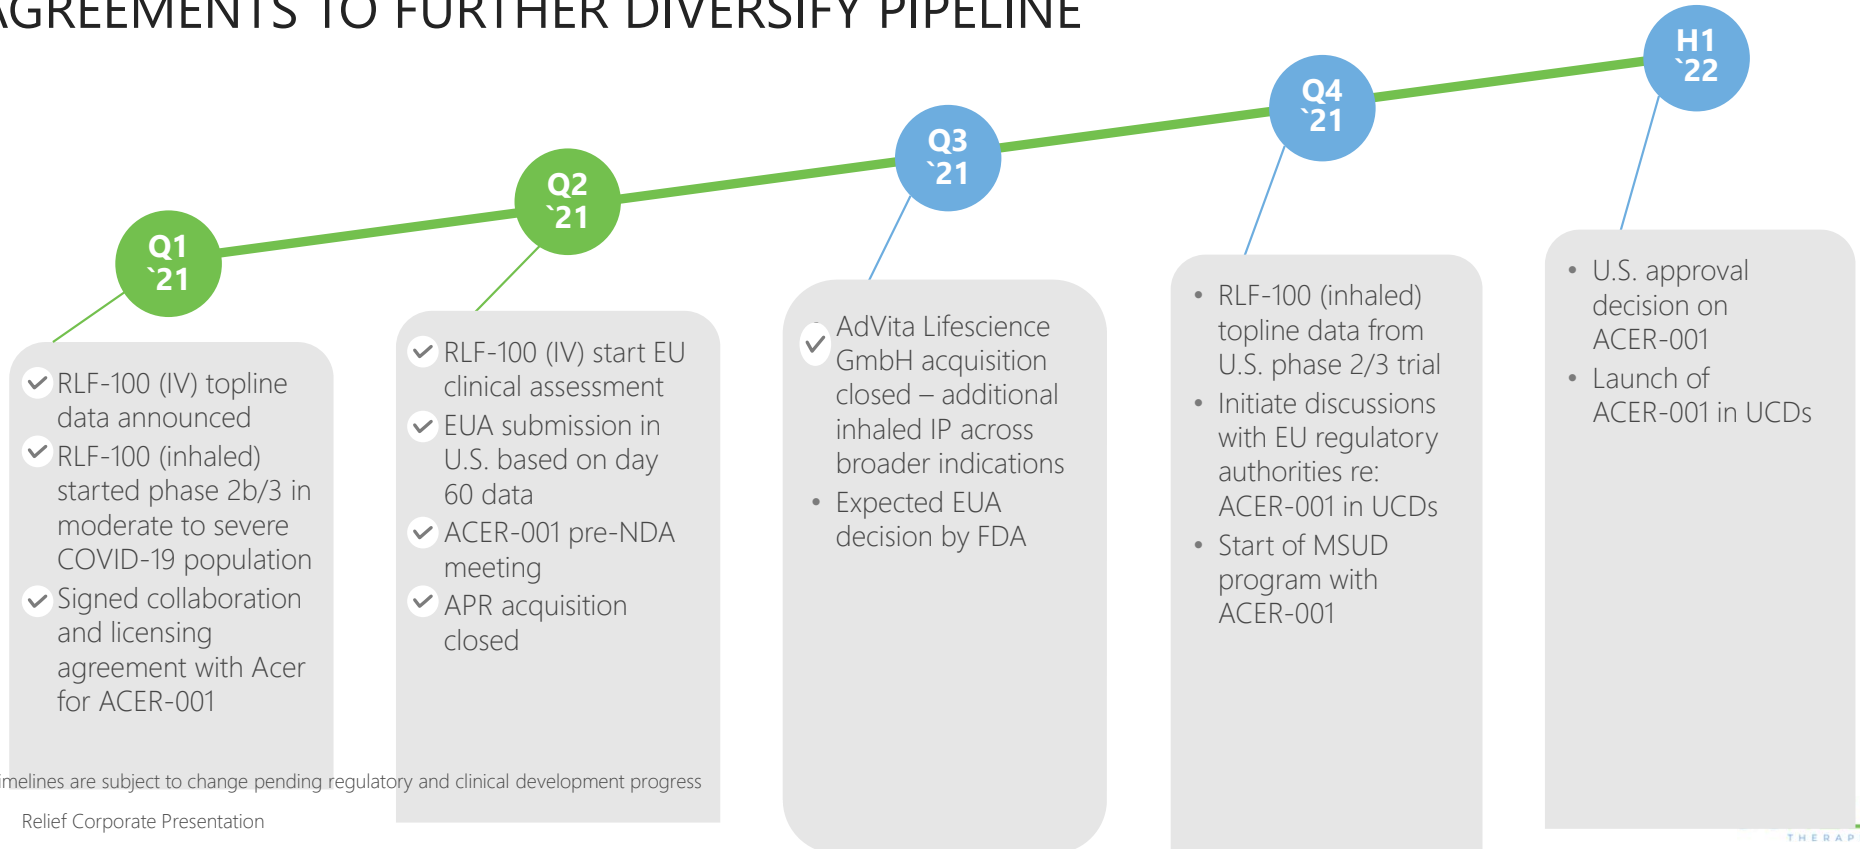 AGREEMENTS TO FURTHER DIVERSIFY PIPELINE
Q1
`21
RLF-100 (IV) topline
data announced
RLF-100 (inhaled)
started phase 2b/3 in
moderate to severe
COVID-19 population
Signed collaboration
and licensing
agreement with Acer
for ACER-001
Q2
`21
RLF-100 (IV) start EU
clinical assessment
EUA submission in
U.S. based on day
60 data
ACER-001 pre-NDA
meeting
APR acquisition
closed
Q3
`21
AdVita Lifescience
GmbH acquisition
closed – additional
inhaled IP across
broader indications
• Expected EUA
decision by FDA
Q4
`21
• RLF-100 (inhaled)
topline data from
U.S. phase 2/3 trial
• Initiate discussions
with EU regulatory
authorities re:
ACER-001 in UCDs
• Start of MSUD
program with
ACER-001
H1
`22
• U.S. approval
decision on
ACER-001
• Launch of
ACER-001 in UCDs
imelines are subject to change pending regulatory and clinical development progress
Relief Corporate Presentation
THERAP